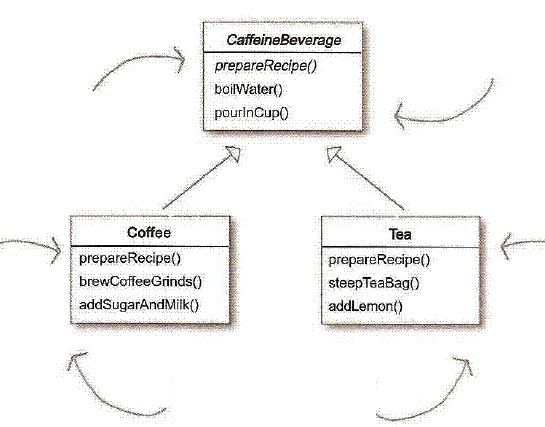 CaffeineBeverage
prepareRecipe()
boilWater()
pourInCup()
Coffee
prepareRecipe()
brewCoffeeGrinds()
addSugarAndMilk()
Tea
prepareRecipe()
steepTeaBag()
addLemon()